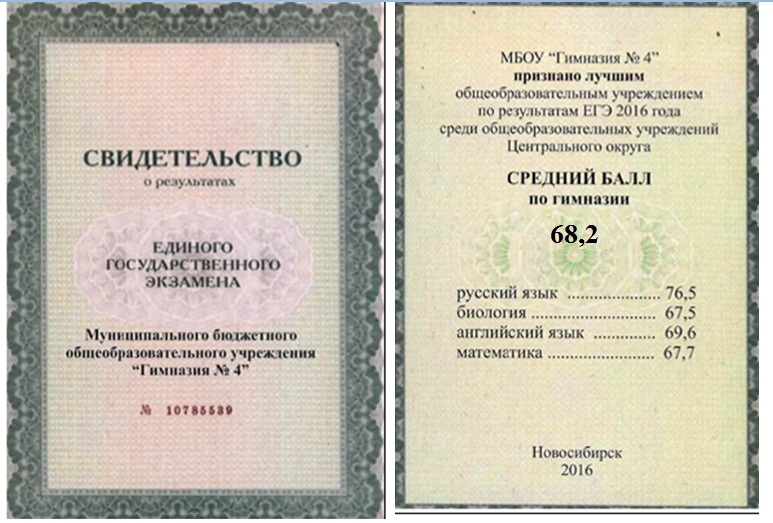 СВИДЕТЕЛЬСТВО
о результатах
ЕДИНОГО
ГОСУДАРСТВЕННОГО
ЭКЗАМЕНА
Муниципального бюджетного
общеобразовательного учреждения
“Гимназия № 4”
№ 10785539
МБОУ “Гимназия № 4”
признано лучшим
общеобразовательным учреждением
по результатам ЕГЭ 2016 года
среди общеобразовательных учреждений
Центрального округа
СРЕДНИЙ БАЛЛ
по гимназии
68,2
русский язык ..................... 76,5
биология ............................ 67,5
английский язык .............. 69,6
математика ........................ 67,7
Новосибирск
2016